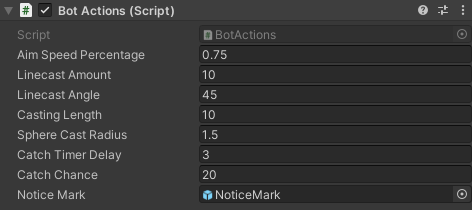 Bot Actions (Script)
Script BotActions
Aim Speed Percentage 0.75
Linecast Amount 10
Linecast Angle 45
Casting Length 10
Sphere Cast Radius 1.5
Catch Timer Delay 3
Catch Chance 20
Notice Mark NoticeMark